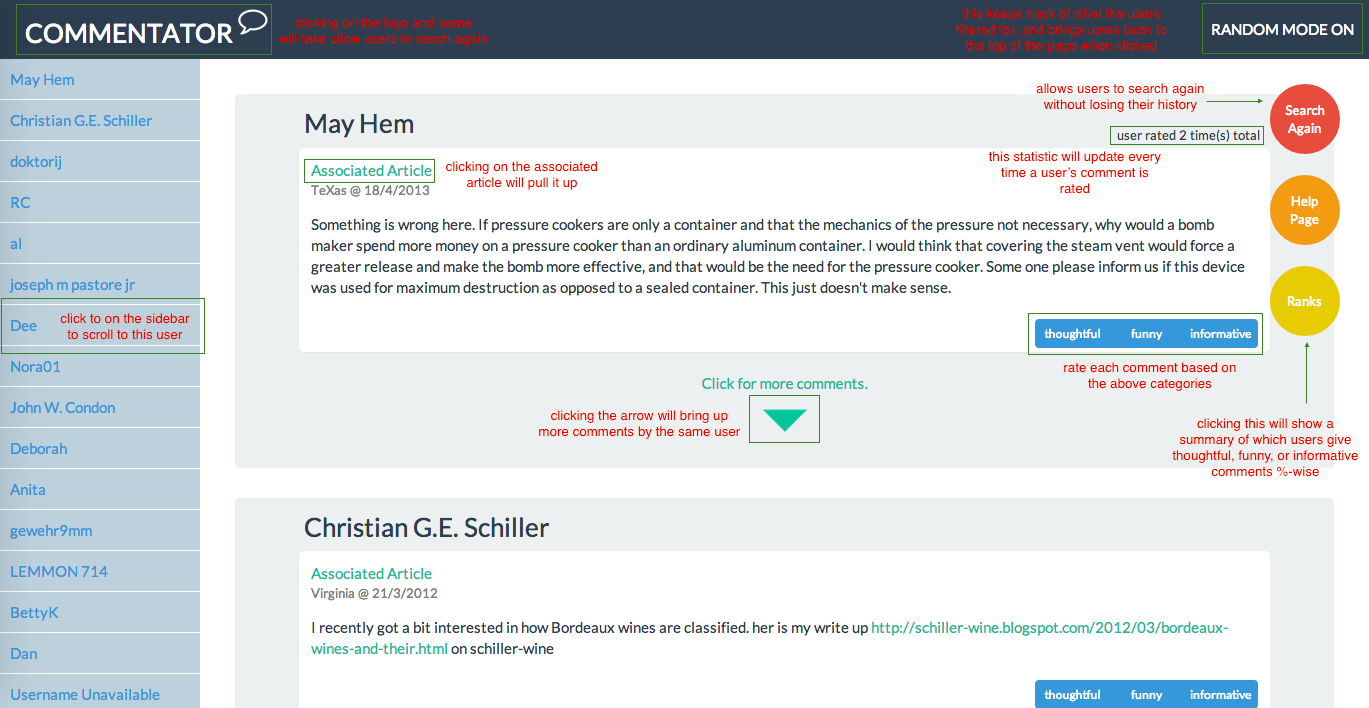 COMMENTATOR
clicking on the logo and name
will take allow users to seach again
this keeps track of what the users
filtered for, and brings users back to
the top of the page when clicked
RANDOM MODE ON
May Hem
Christian G.E. Schiller
doktorij
RC
al
joseph m pastore jr
Dee
click to on the sidebar
to scroll to this user
Nora01
John W. Condon
Deborah
Anita
gewehr9mm
LEMMON 714
BettyK
Dan
Username Unavailable
May Hem
allows users to search again
without losing their history
Search
Again
user rated 2 time(s) total
this statistic will update every
time a user's comment is
rated
Associated Article
clicking on the associated
article will pull it up
TeXas @ 18/4/2013
Help
Page
Something is wrong here. If pressure cookers are only a container and that the mechanics of the pressure not necessary, why would a bomb
maker spend more money on a pressure cooker than an ordinary aluminum container. I would think that covering the steam vent would force a
greater release and make the bomb more effective, and that would be the need for the pressure cooker. Some one please inform us if this device
was used for maximum destruction as opposed to a sealed container. This just doesn't make sense.
Ranks
thoughtful funny informative
rate each comment based on
the above categories
Click for more comments.
clicking the arrow will bring up
more comments by the same user
clicking this will show a
summary of which users give
thoughtful, funny, or informative
comments %-wise
Christian G.E. Schiller
Associated Article
Virginia @ 21/3/2012
I recently got a bit interested in how Bordeaux wines are classified. her is my write up http://schiller-wine.blogspot.com/2012/03/bordeaux-
wines-and-their.html on schiller-wine
thoughtful funny informative